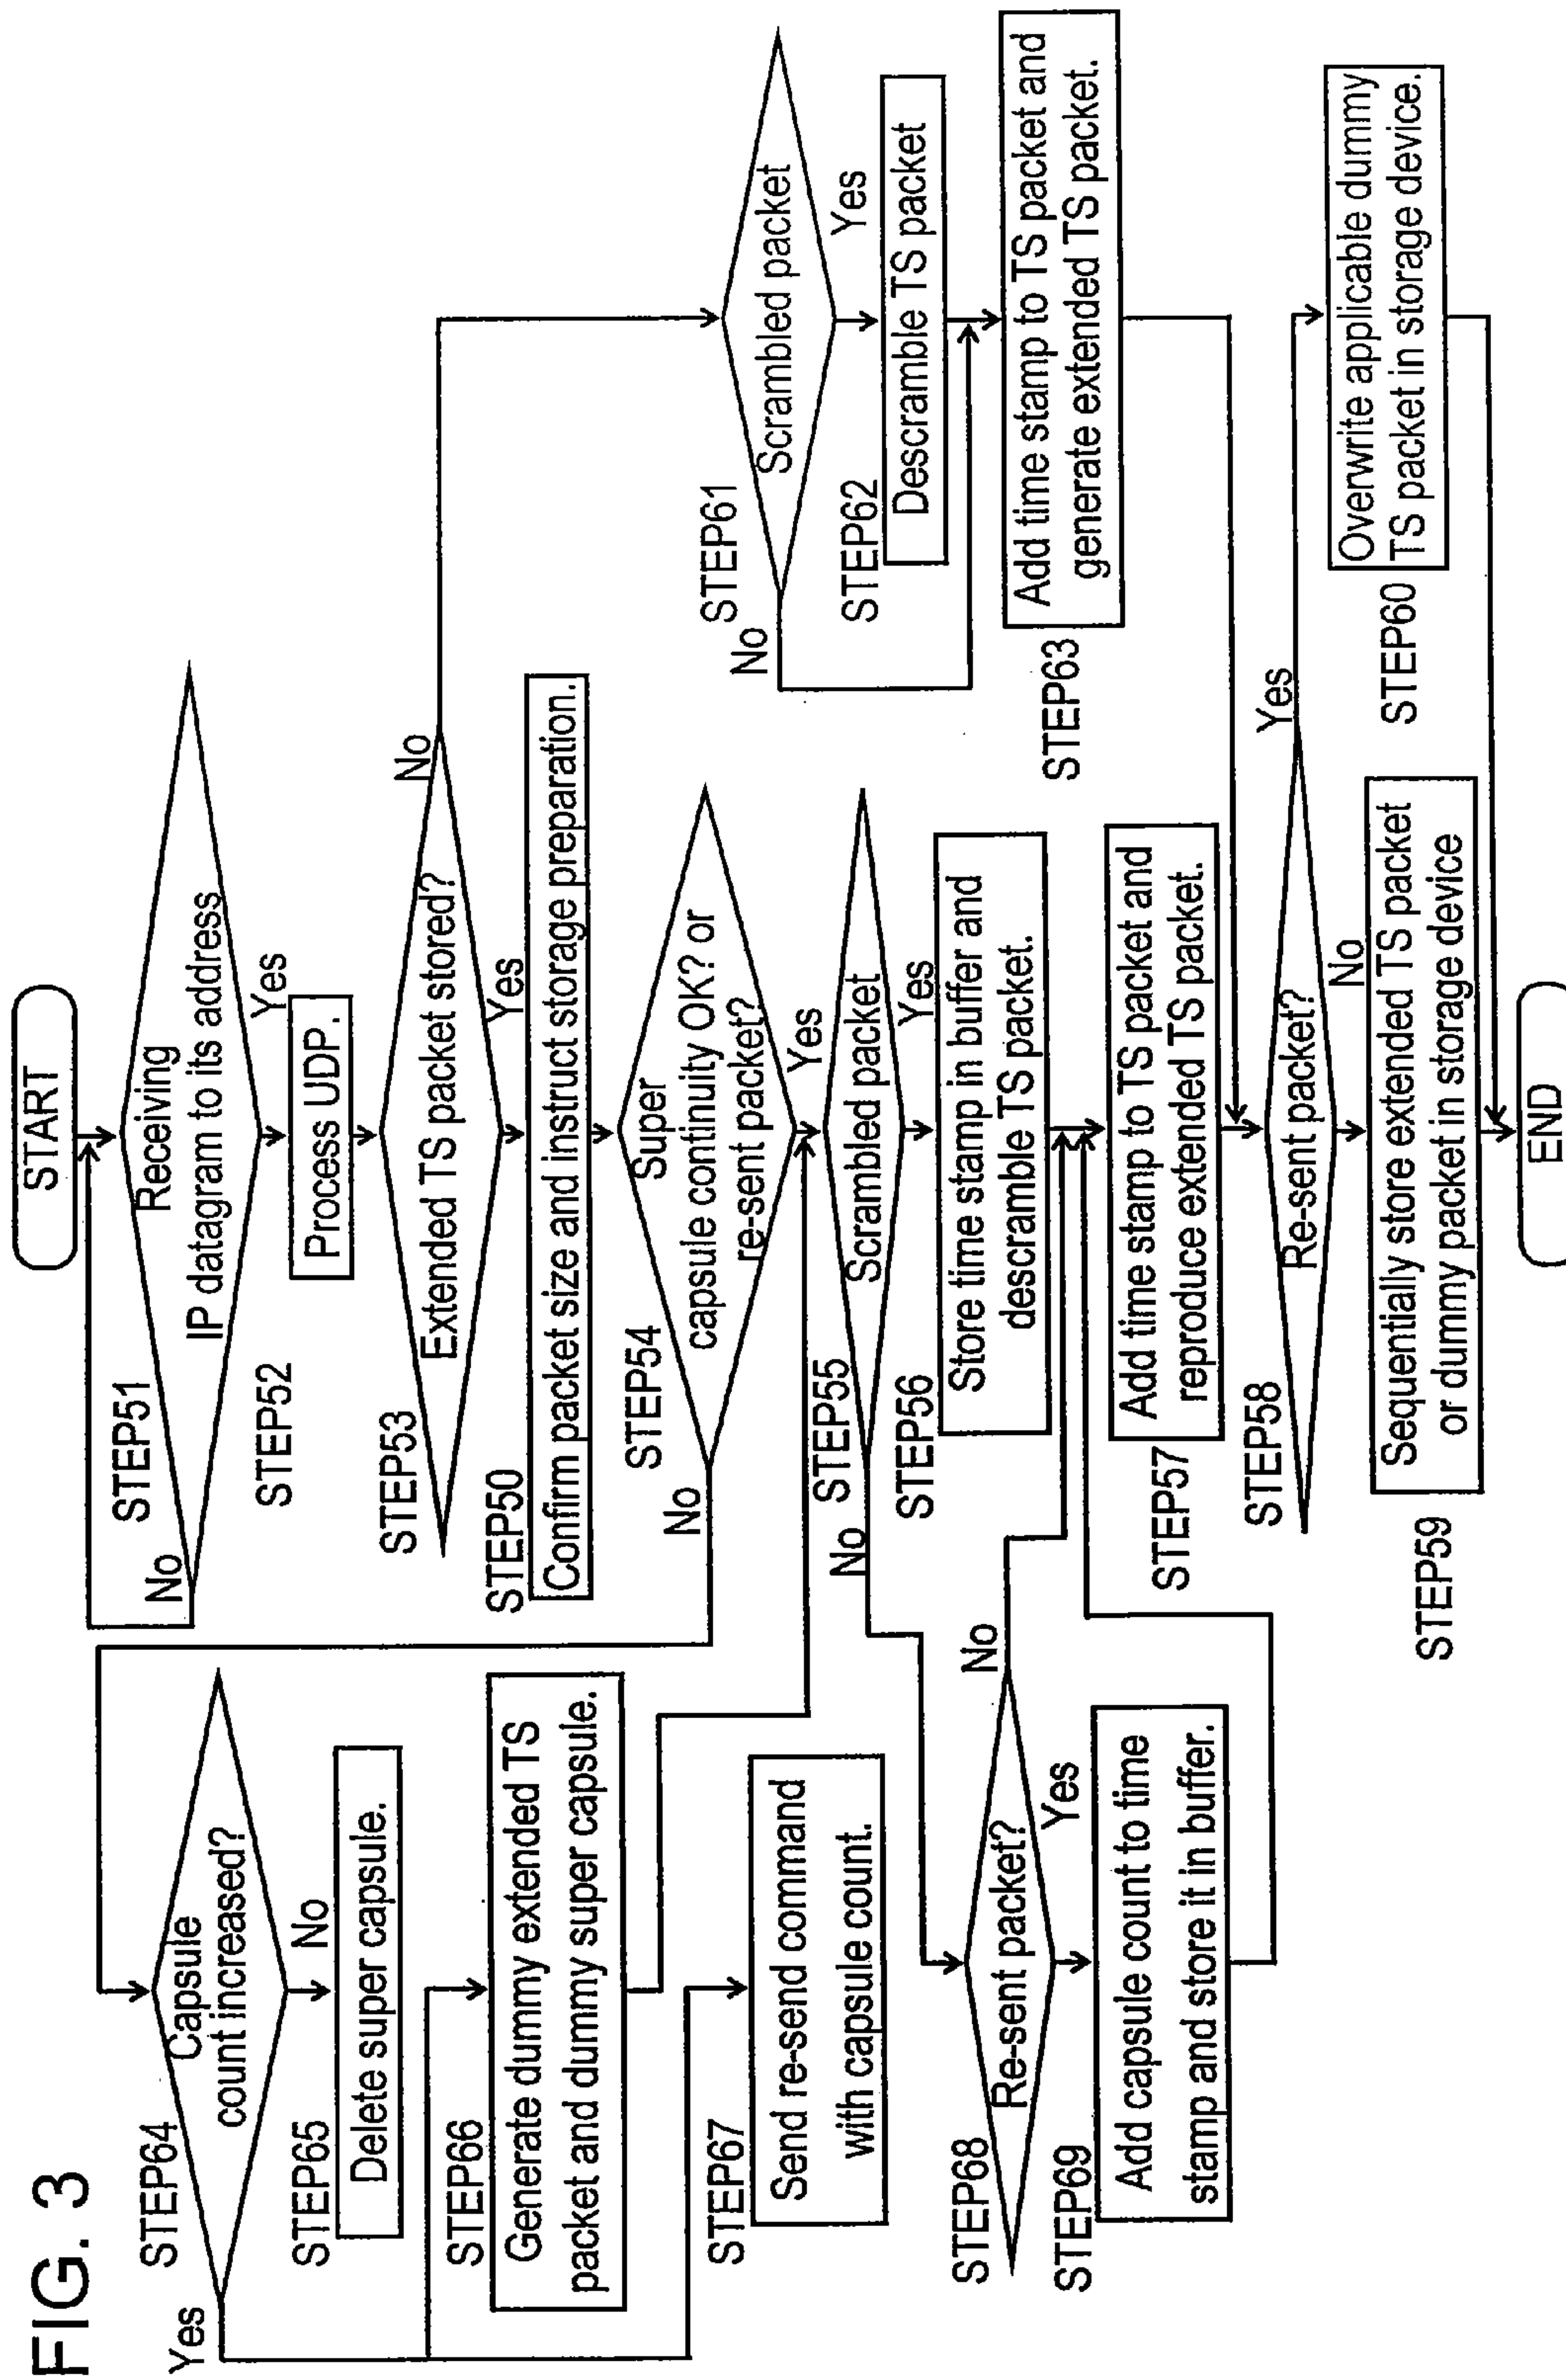 FIG. 3
START
STEP51
Receiving
IP datagram to its address
No
Yes
STEP52
Process UDP.
STEP53
Extended TS packet stored?
No
Yes
STEP50
Confirm packet size and instruct storage preparation.
STEP54
Super
capsule continuity OK? or
re-sent packet?
No
Yes
STEP55
Scrambled packet
No
Yes
STEP56
Store time stamp in buffer and
descramble TS packet.
STEP57
Add time stamp to TS packet and
reproduce extended TS packet.
STEP58
Re-sent packet?
Yes
No
STEP59
Sequentially store extended TS packet
or dummy packet in storage device
END
STEP60
Overwrite applicable dummy
TS packet in storage device.
STEP61
Scrambled packet
No
Yes
STEP62
Descramble TS packet
STEP63
Add time stamp to TS packet and
generate extended TS packet.
STEP64
Capsule
count increased?
Yes
No
STEP65
Delete super capsule.
STEP66
Generate dummy extended TS
packet and dummy super capsule.
STEP67
Send re-send command
with capsule count.
STEP68
Re-sent packet?
No
Yes
STEP69
Add capsule count to time
stamp and store it in buffer.